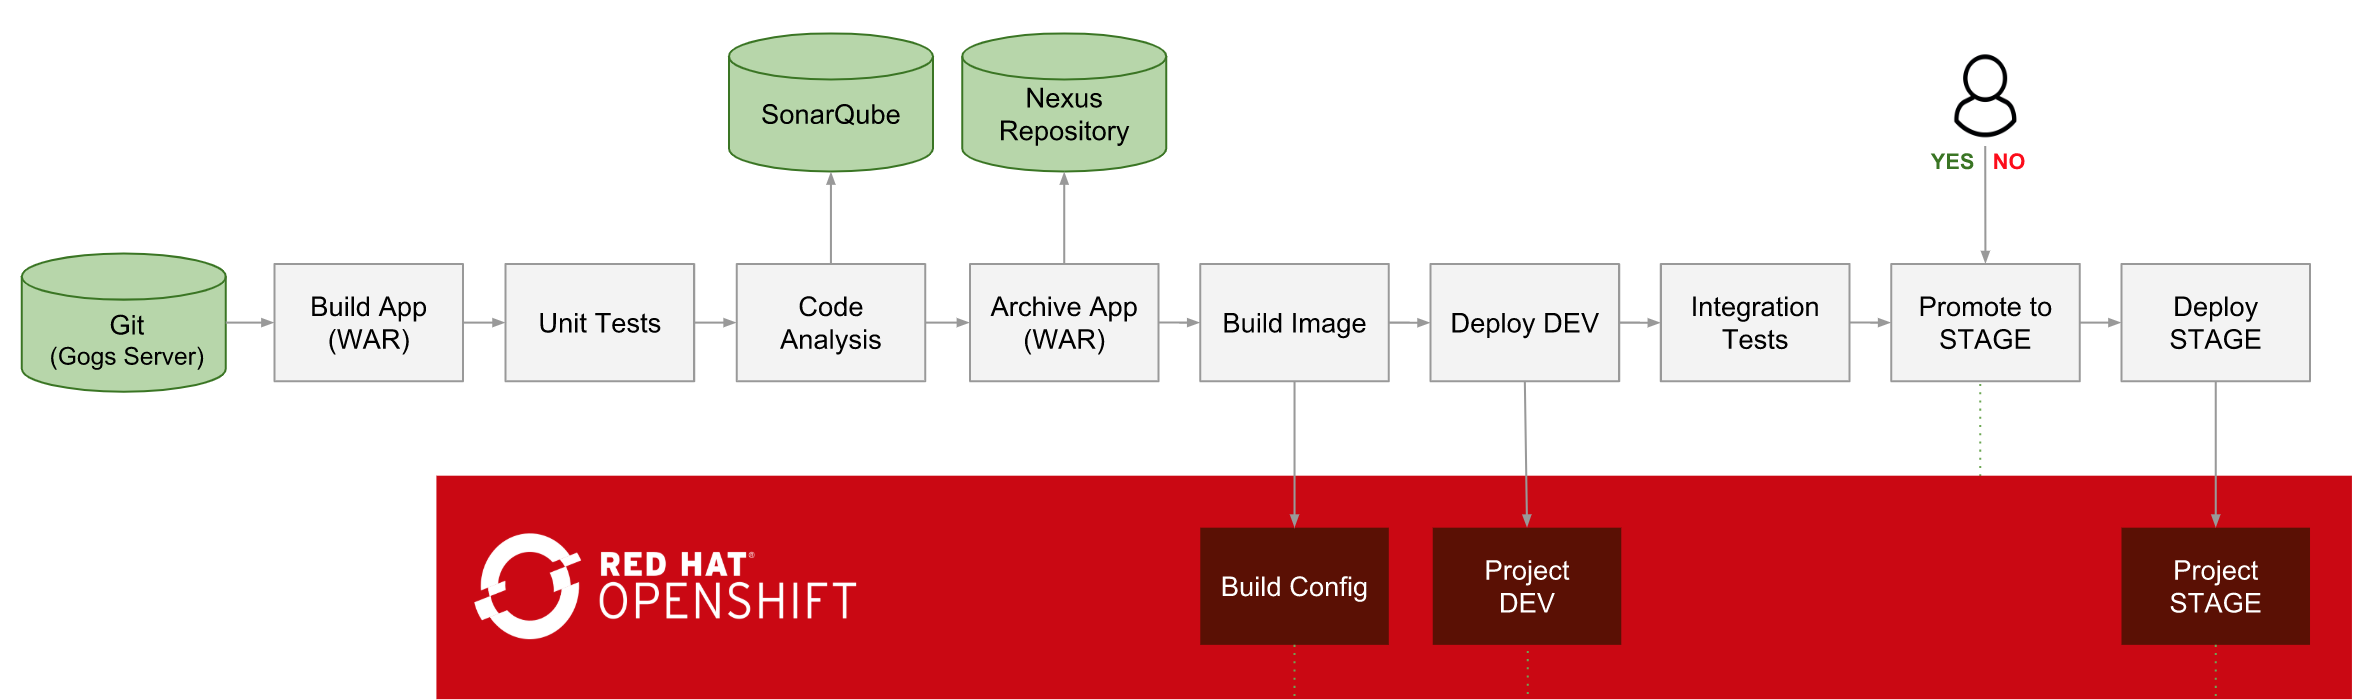 SonarQube
Nexus
Repository
YES NO
Git
(Gogs Server)
Build App
(WAR)
Unit Tests
Code
Analysis
Archive App
(WAR)
Build Image
Deploy DEV
Integration
Tests
Promote to
STAGE
Deploy
STAGE
RED HAT®
OPENSHIFT
Build Config
Project
DEV
Project
STAGE